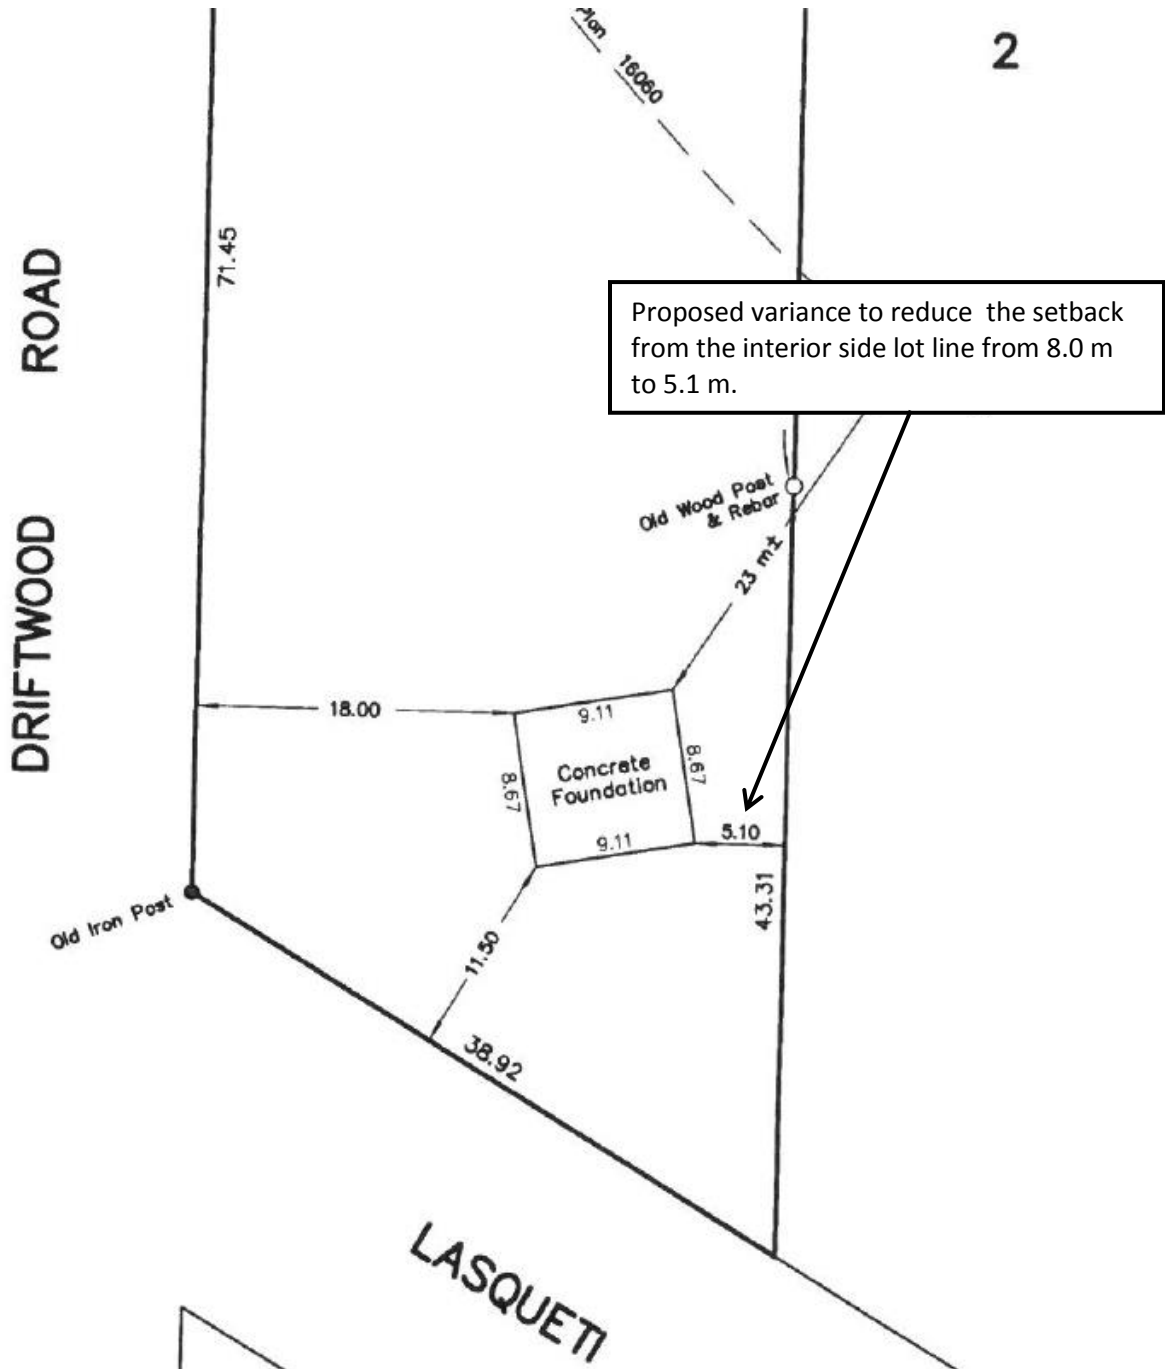 Plan 16060
2
71.45
DRIFTWOOD ROAD
Proposed variance to reduce the setback
from the interior side lot line from 8.0 m
to 5.1 m.
Old Wood Post
& Rebar
23 m±
18.00
9.11
8.67
Concrete
Foundation
8.67
9.11
5.10
43.31
Old Iron Post
11.50
38.92
LASQUETI